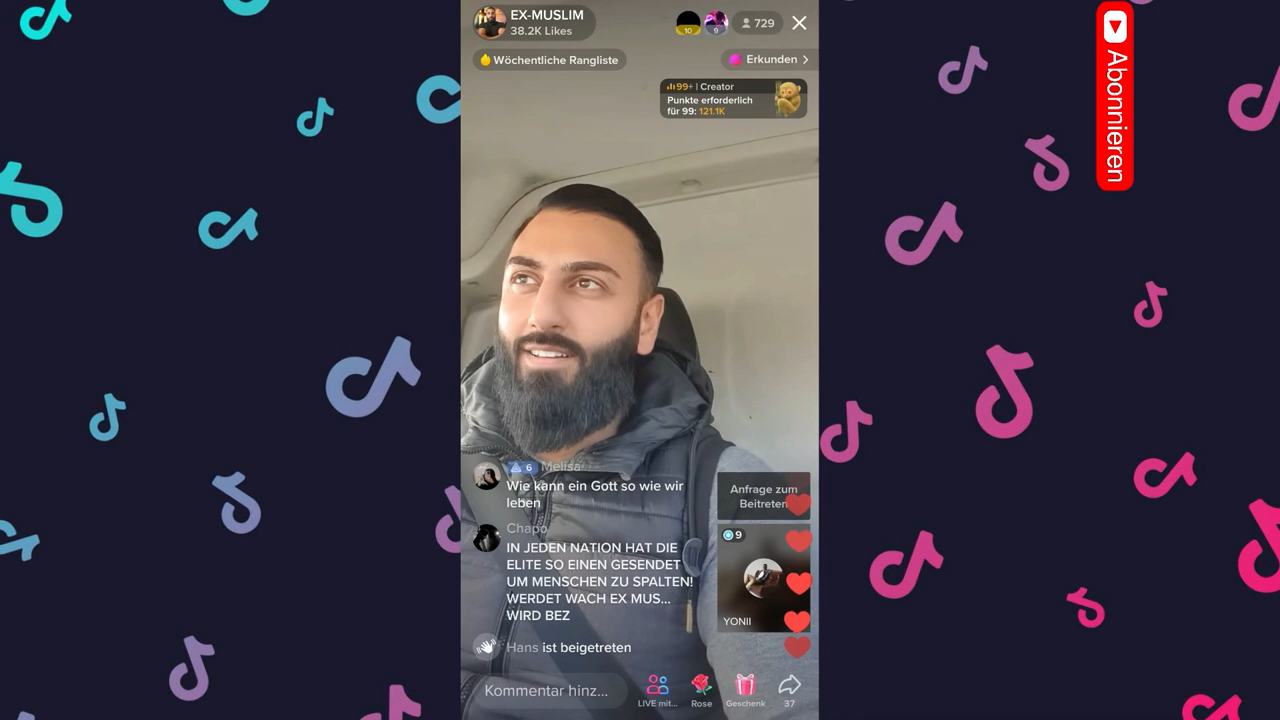 EX-MUSLIM
38.2K Likes
10
9
729
Wöchentliche Rangliste
Erkunden
99+ | Creator
Punkte erforderlich
für 99: 121.1K
Abonnieren
6 Melisa
Wie kann ein Gott so wie wir
leben
Chapo
IN JEDEN NATION HAT DIE
ELITE SO EINEN GESENDET
UM MENSCHEN ZU SPALTEN!
WERDET WACH EX MUS...
WIRD BEZ
Hans ist beigetreten
Anfrage zum
Beitreten
9
YONII
Kommentar hinz...
LIVE mit...
Rose
Geschenk
37